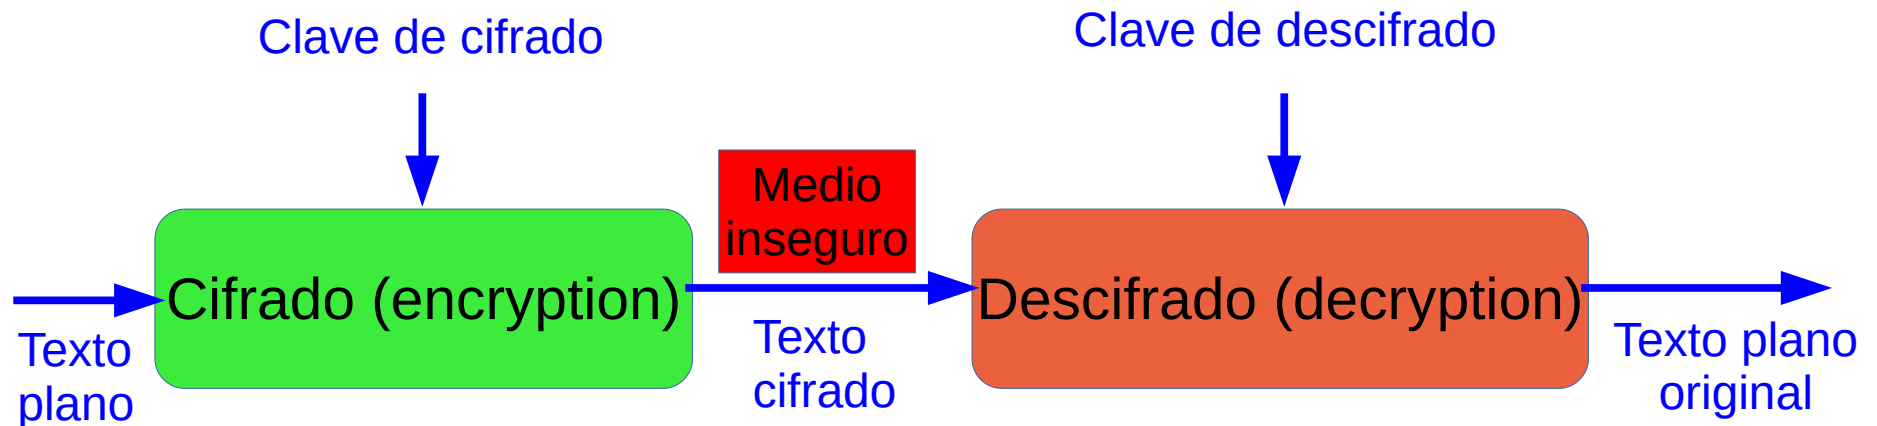 Clave de cifrado
Clave de descifrado
Medio
inseguro
Cifrado (encryption)
Descifrado (decryption)
Texto
plano
Texto
cifrado
Texto plano
original